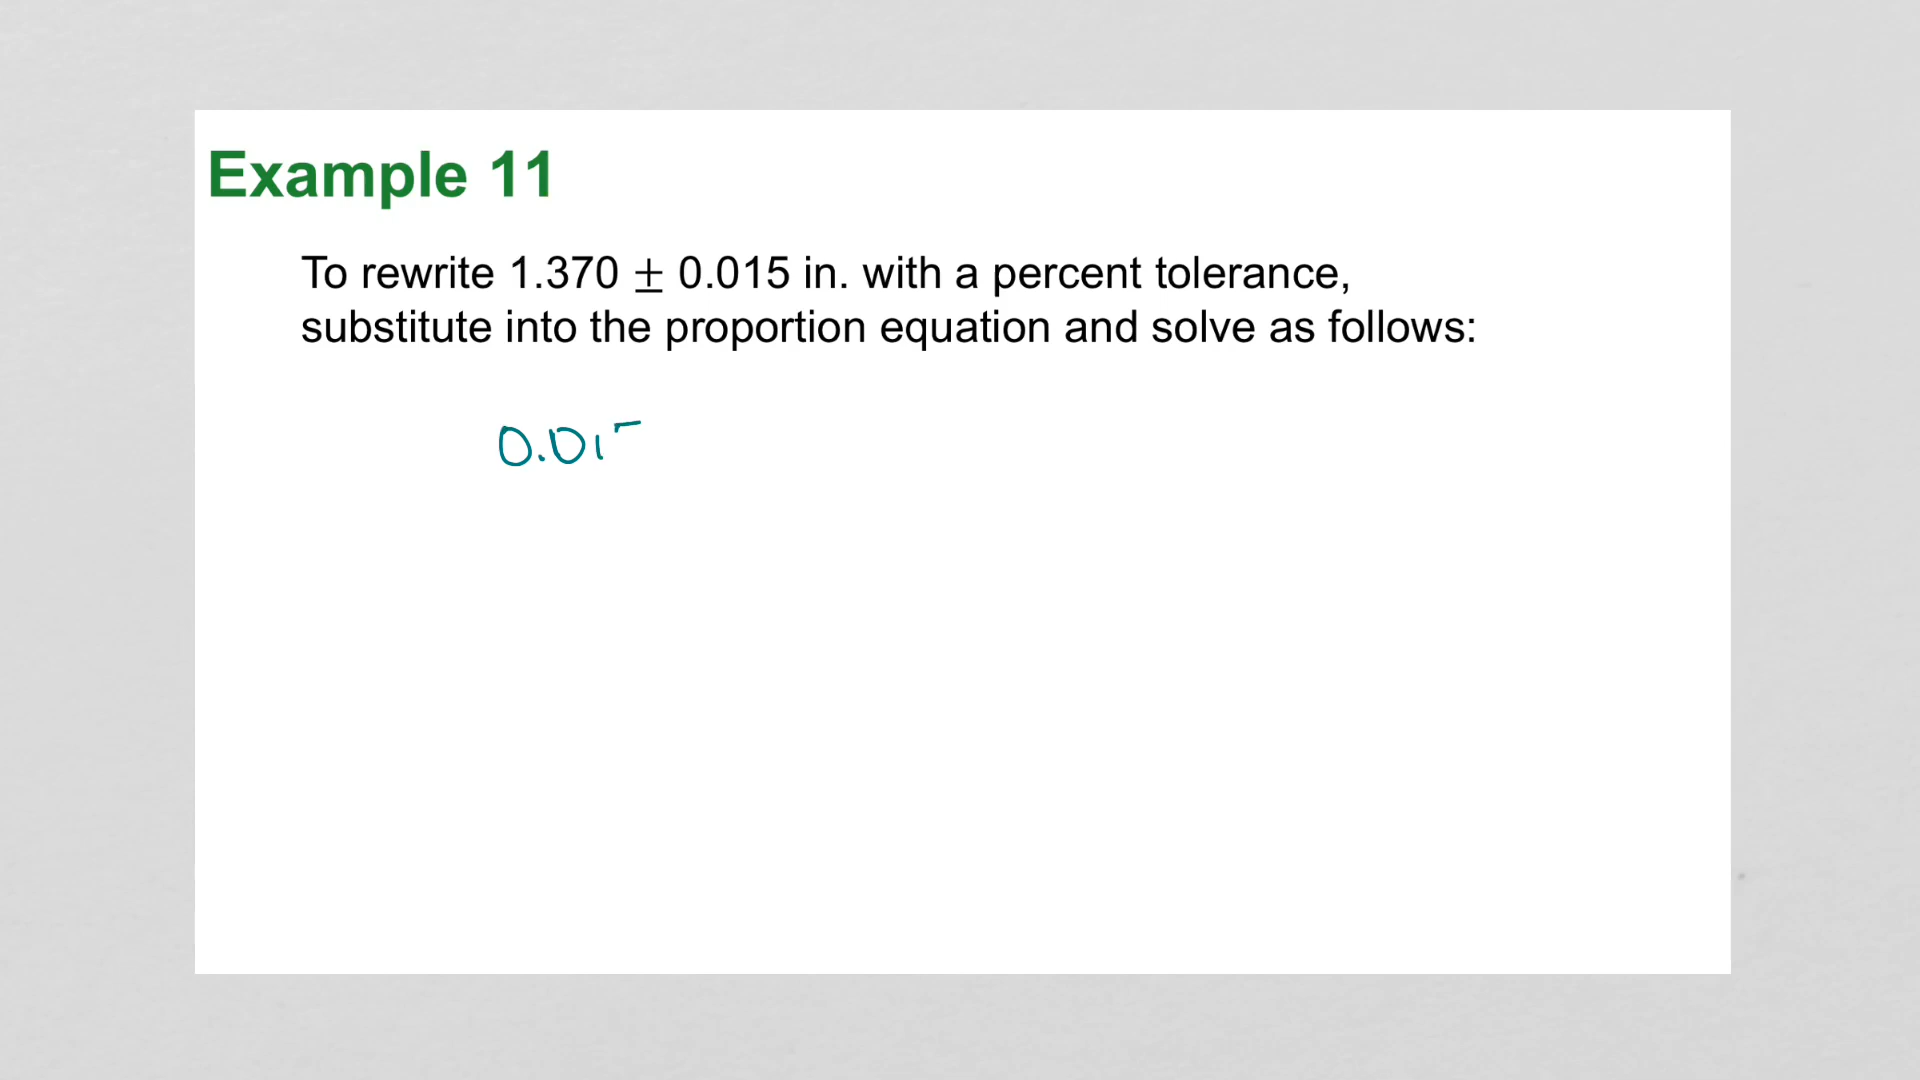 Example 11
To rewrite 1.370 ± 0.015 in. with a percent tolerance,
substitute into the proportion equation and solve as follows:
0.01